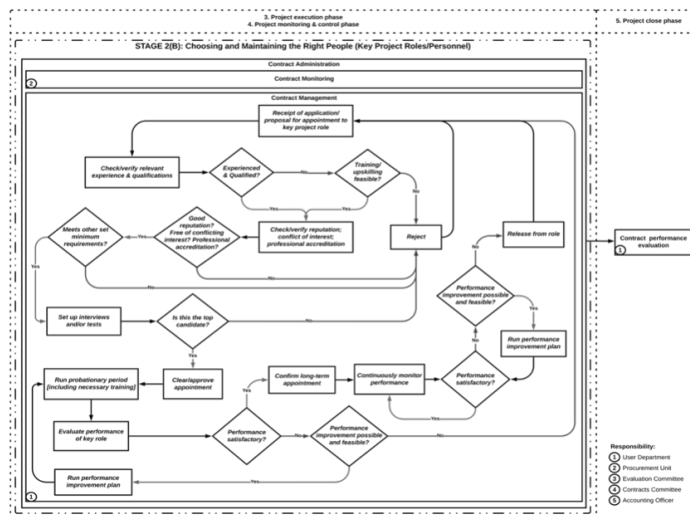 3. Project execution phase
4. Project monitoring & control phase
5. Project close phase
STAGE 2(B): Choosing and Maintaining the Right People (Key Project Roles/Personnel)
Contract Administration
Contract Monitoring
2
Contract Management
Receipt of application/
proposal for appointment to
key project role
Check/verify relevant
experience & qualifications
Experienced
& Qualified?
No
Training/
upskilling
feasible?
No
Yes
Yes
Meets other set
minimum
requirements?
Yes
Good
reputation?
Free of conflicting
interest? Professional
accreditation?
Check/verify reputation;
conflict of interest;
professional accreditation
Reject
Release from role
Contract performance
evaluation
1
No
No
Yes
No
Performance
improvement possible
and feasible?
Yes
Set up interviews
and/or tests
Is this the top
candidate?
No
Run performance
improvement plan
No
Yes
Run probationary period
[including necessary training]
Clear/approve
appointment
Confirm long-term
appointment
Continuously monitor
performance
Performance
satisfactory?
Yes
Yes
Evaluate performance
of key role
Performance
satisfactory?
No
Performance
improvement possible
and feasible?
No
Run performance
improvement plan
Yes
1
Responsibility:
1 User Department
2 Procurement Unit
3 Evaluation Committee
4 Contracts Committee
5 Accounting Officer